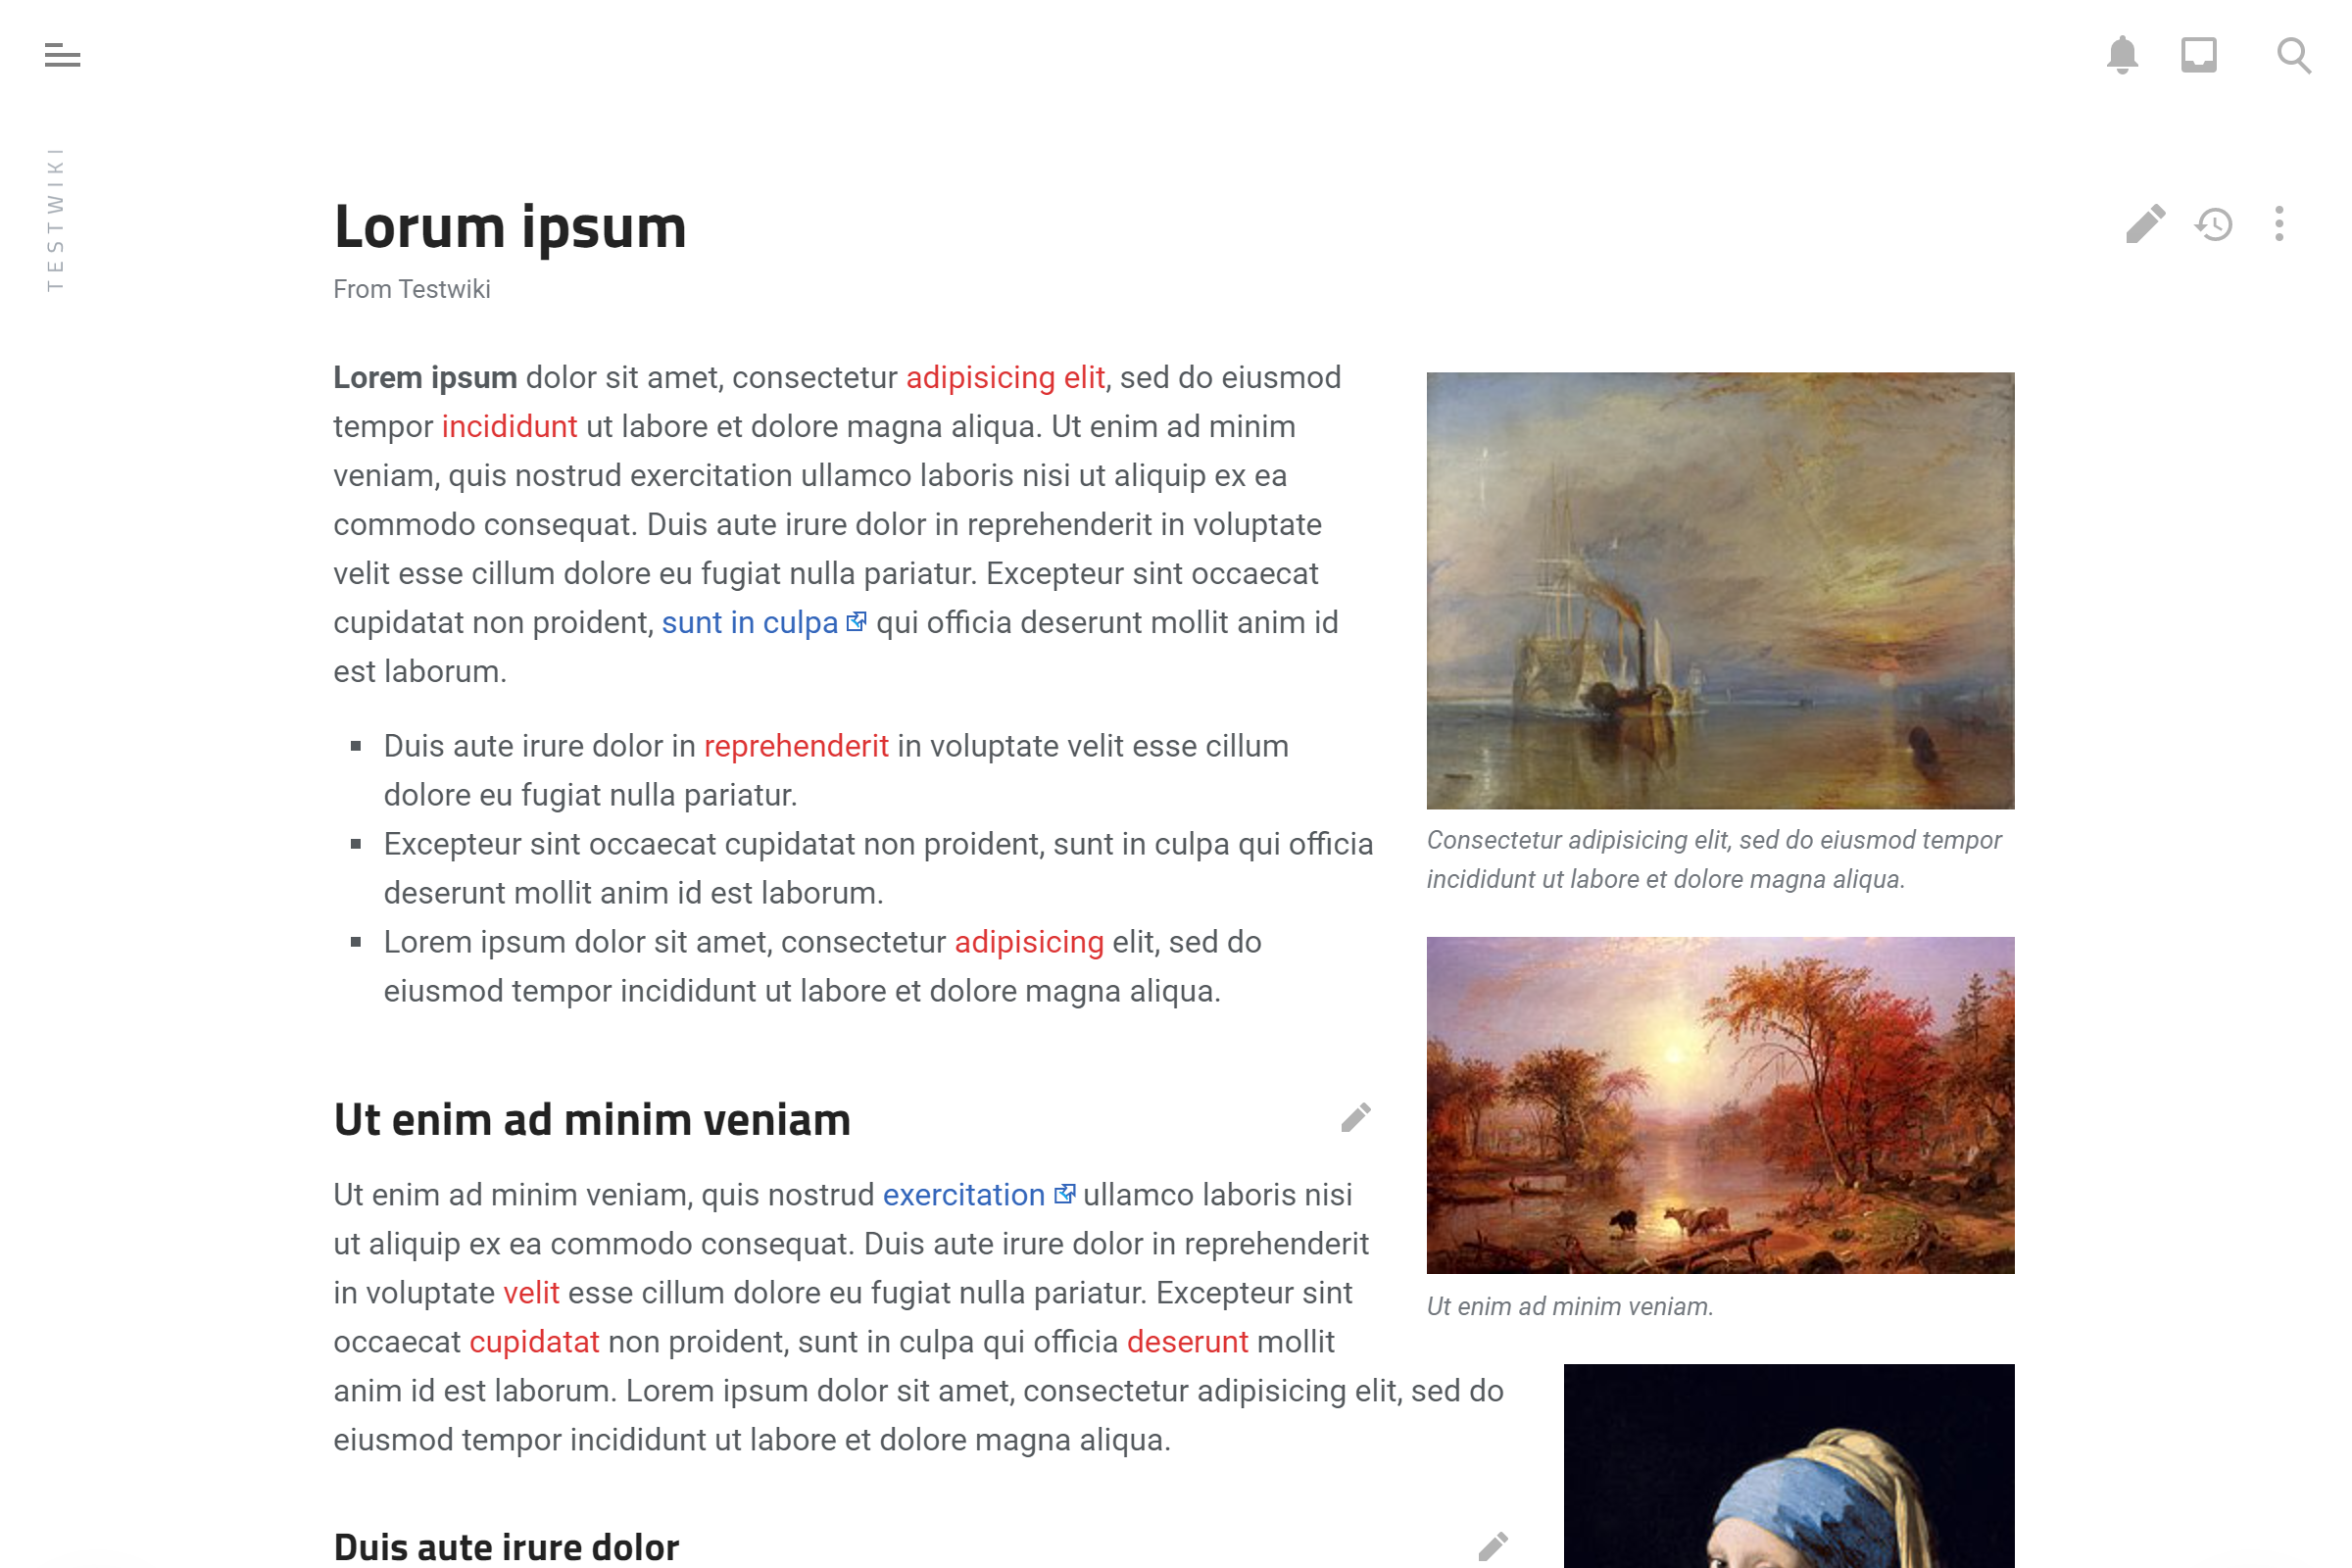 TESTWIKI
Lorum ipsum
From Testwiki
Lorem ipsum dolor sit amet, consectetur adipisicing elit, sed do eiusmod
tempor incididunt ut labore et dolore magna aliqua. Ut enim ad minim
veniam, quis nostrud exercitation ullamco laboris nisi ut aliquip ex ea
commodo consequat. Duis aute irure dolor in reprehenderit in voluptate
velit esse cillum dolore eu fugiat nulla pariatur. Excepteur sint occaecat
cupidatat non proident, sunt in culpa qui officia deserunt mollit anim id
est laborum.
Duis aute irure dolor in reprehenderit in voluptate velit esse cillum
dolore eu fugiat nulla pariatur.
Excepteur sint occaecat cupidatat non proident, sunt in culpa qui officia
deserunt mollit anim id est laborum.
Lorem ipsum dolor sit amet, consectetur adipisicing elit, sed do
eiusmod tempor incididunt ut labore et dolore magna aliqua.
Consectetur adipisicing elit, sed do eiusmod tempor
incididunt ut labore et dolore magna aliqua.
Ut enim ad minim veniam
Ut enim ad minim veniam, quis nostrud exercitation ullamco laboris nisi
ut aliquip ex ea commodo consequat. Duis aute irure dolor in reprehenderit
in voluptate velit esse cillum dolore eu fugiat nulla pariatur. Excepteur sint
occaecat cupidatat non proident, sunt in culpa qui officia deserunt mollit
anim id est laborum. Lorem ipsum dolor sit amet, consectetur adipisicing elit, sed do
eiusmod tempor incididunt ut labore et dolore magna aliqua.
Ut enim ad minim veniam.
Duis aute irure dolor